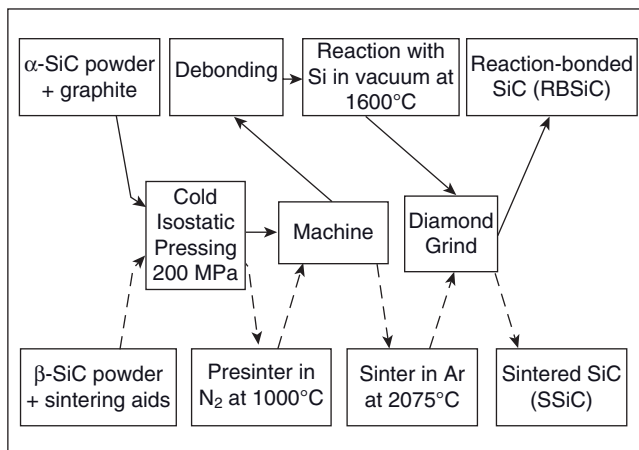 α-SiC powder
+ graphite
Debonding
Reaction with
Si in vacuum at
1600°C
Reaction-bonded
SiC (RBSiC)
Cold
Isostatic
Pressing
200 MPa
Machine
Diamond
Grind
β-SiC powder
+ sintering aids
Presinter in
N₂ at 1000°C
Sinter in Ar
at 2075°C
Sintered SiC
(SSiC)